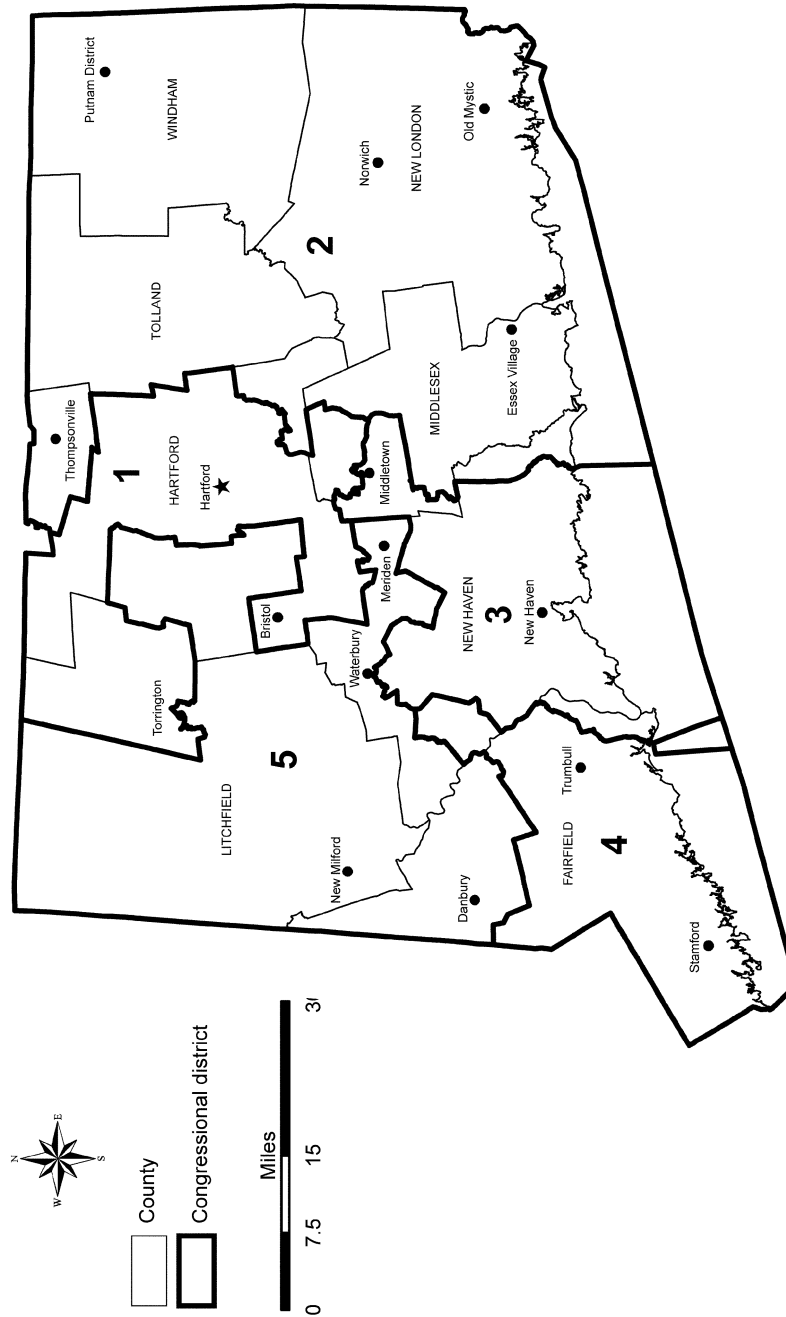 Putnam District
WINDHAM
TOLLAND
Thompsonville
1
HARTFORD
Hartford
Norwich
NEW LONDON
Old Mystic
2
MIDDLESEX
Essex Village
Middletown
Meriden
Bristol
Waterbury
Torrington
NEW HAVEN
3
New Haven
5
LITCHFIELD
New Milford
Danbury
Trumbull
FAIRFIELD
4
Stamford
N
E
S
W
County
Congressional district
Miles
0
7.5
15